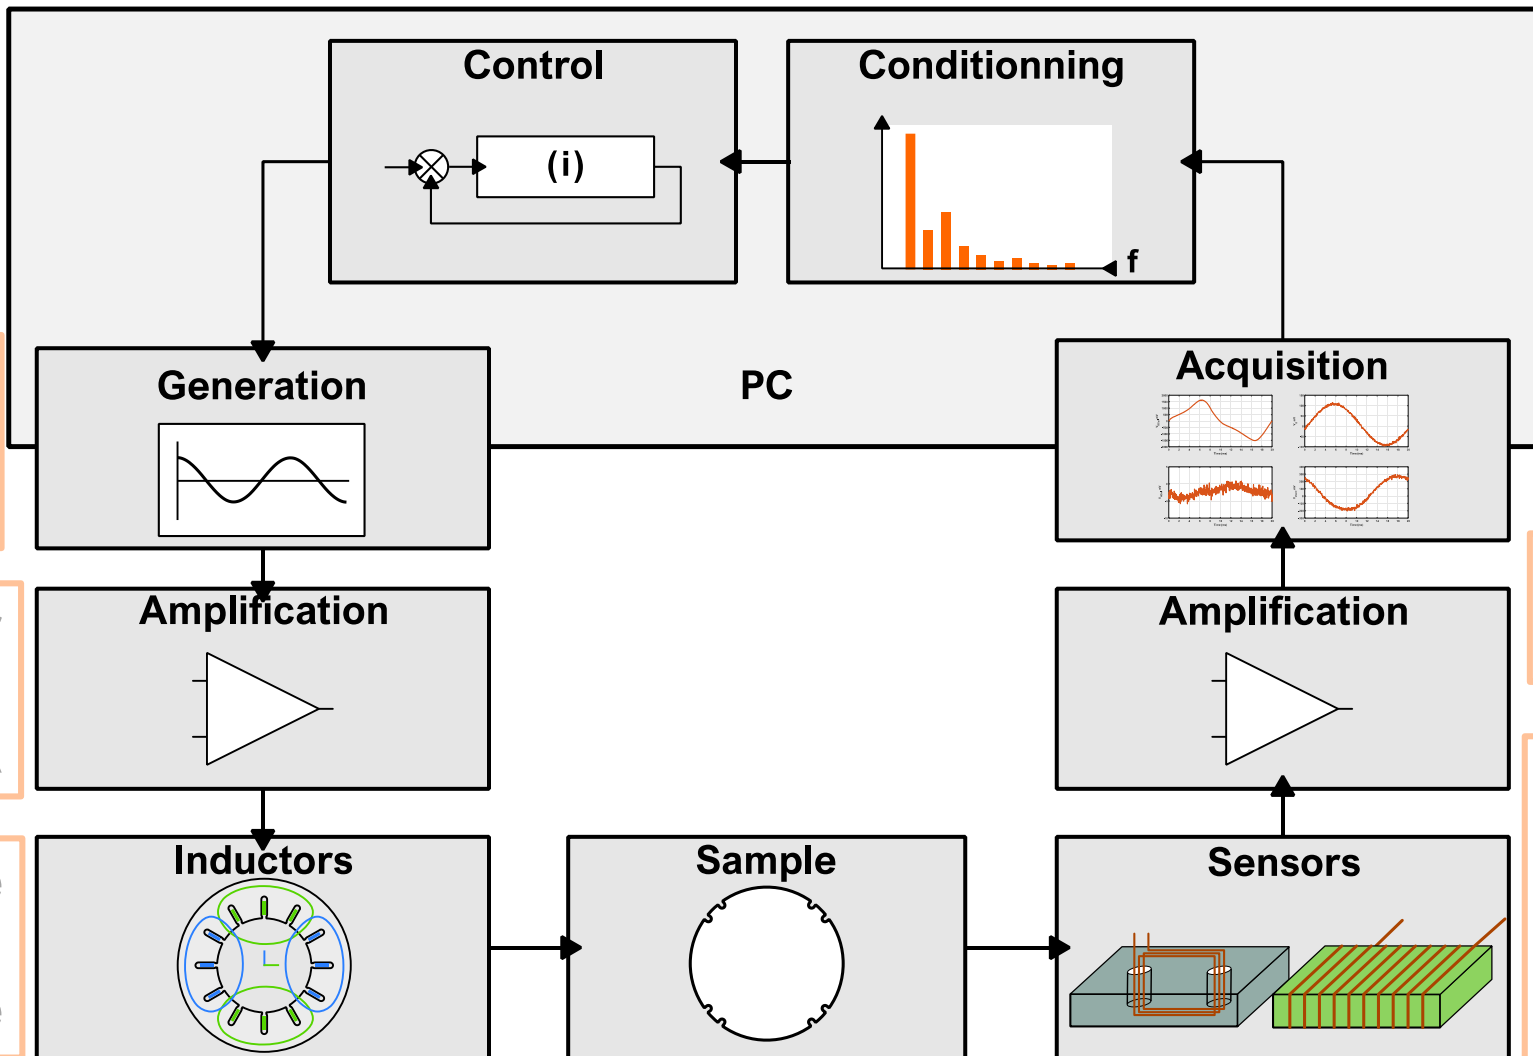 Control
Conditionning
(i)
f
PC
Generation
Acquisition
Amplification
Amplification
Inductors
Sample
Sensors